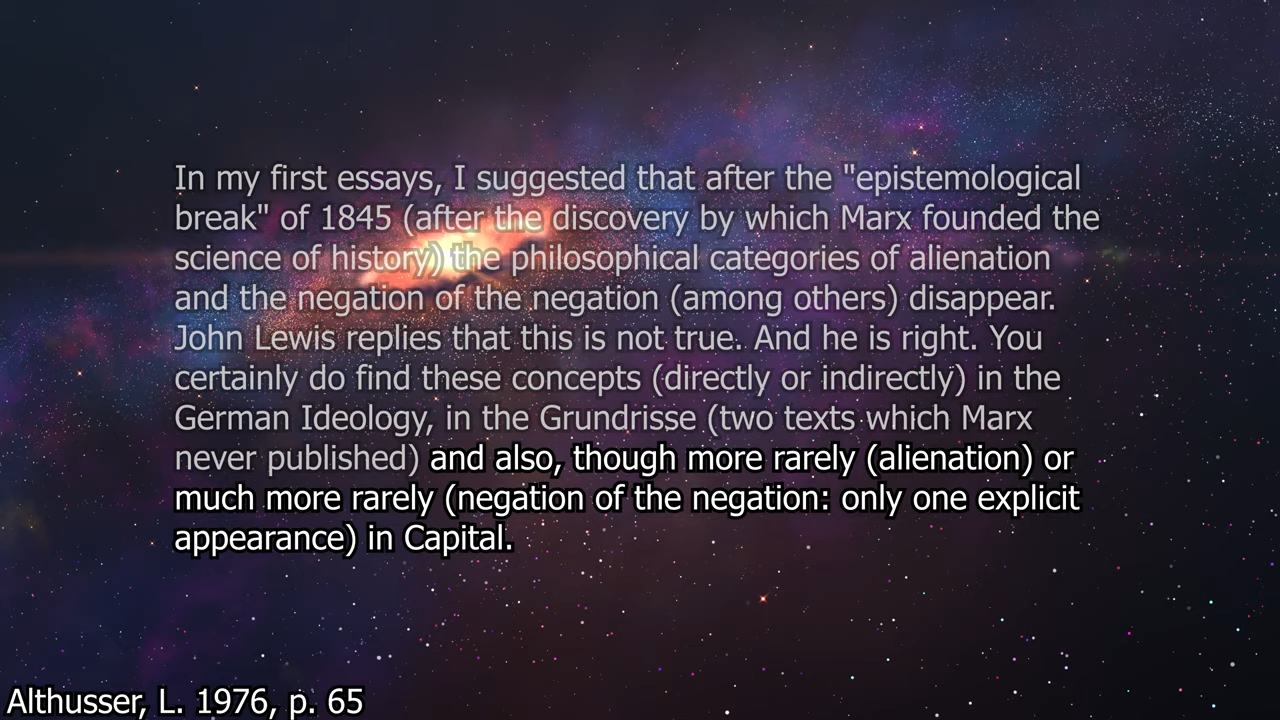 In my first essays, I suggested that after the "epistemological
break" of 1845 (after the discovery by which Marx founded the
science of history) the philosophical categories of alienation
and the negation of the negation (among others) disappear.
John Lewis replies that this is not true. And he is right. You
certainly do find these concepts (directly or indirectly) in the
German Ideology, in the Grundrisse (two texts which Marx
never published) and also, though more rarely (alienation) or
much more rarely (negation of the negation: only one explicit
appearance) in Capital.
Althusser, L. 1976, p. 65